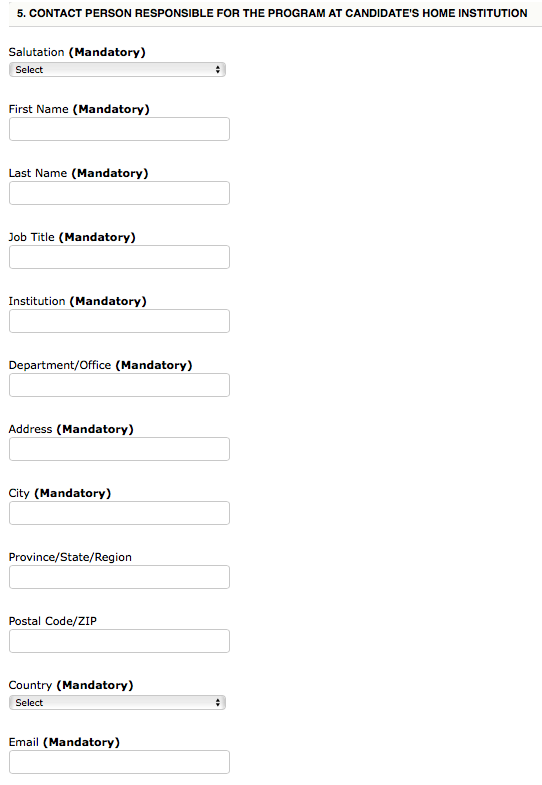 5. CONTACT PERSON RESPONSIBLE FOR THE PROGRAM AT CANDIDATE'S HOME INSTITUTION
Salutation (Mandatory)
Select
First Name (Mandatory)
Last Name (Mandatory)
Job Title (Mandatory)
Institution (Mandatory)
Department/Office (Mandatory)
Address (Mandatory)
City (Mandatory)
Province/State/Region
Postal Code/ZIP
Country (Mandatory)
Select
Email (Mandatory)